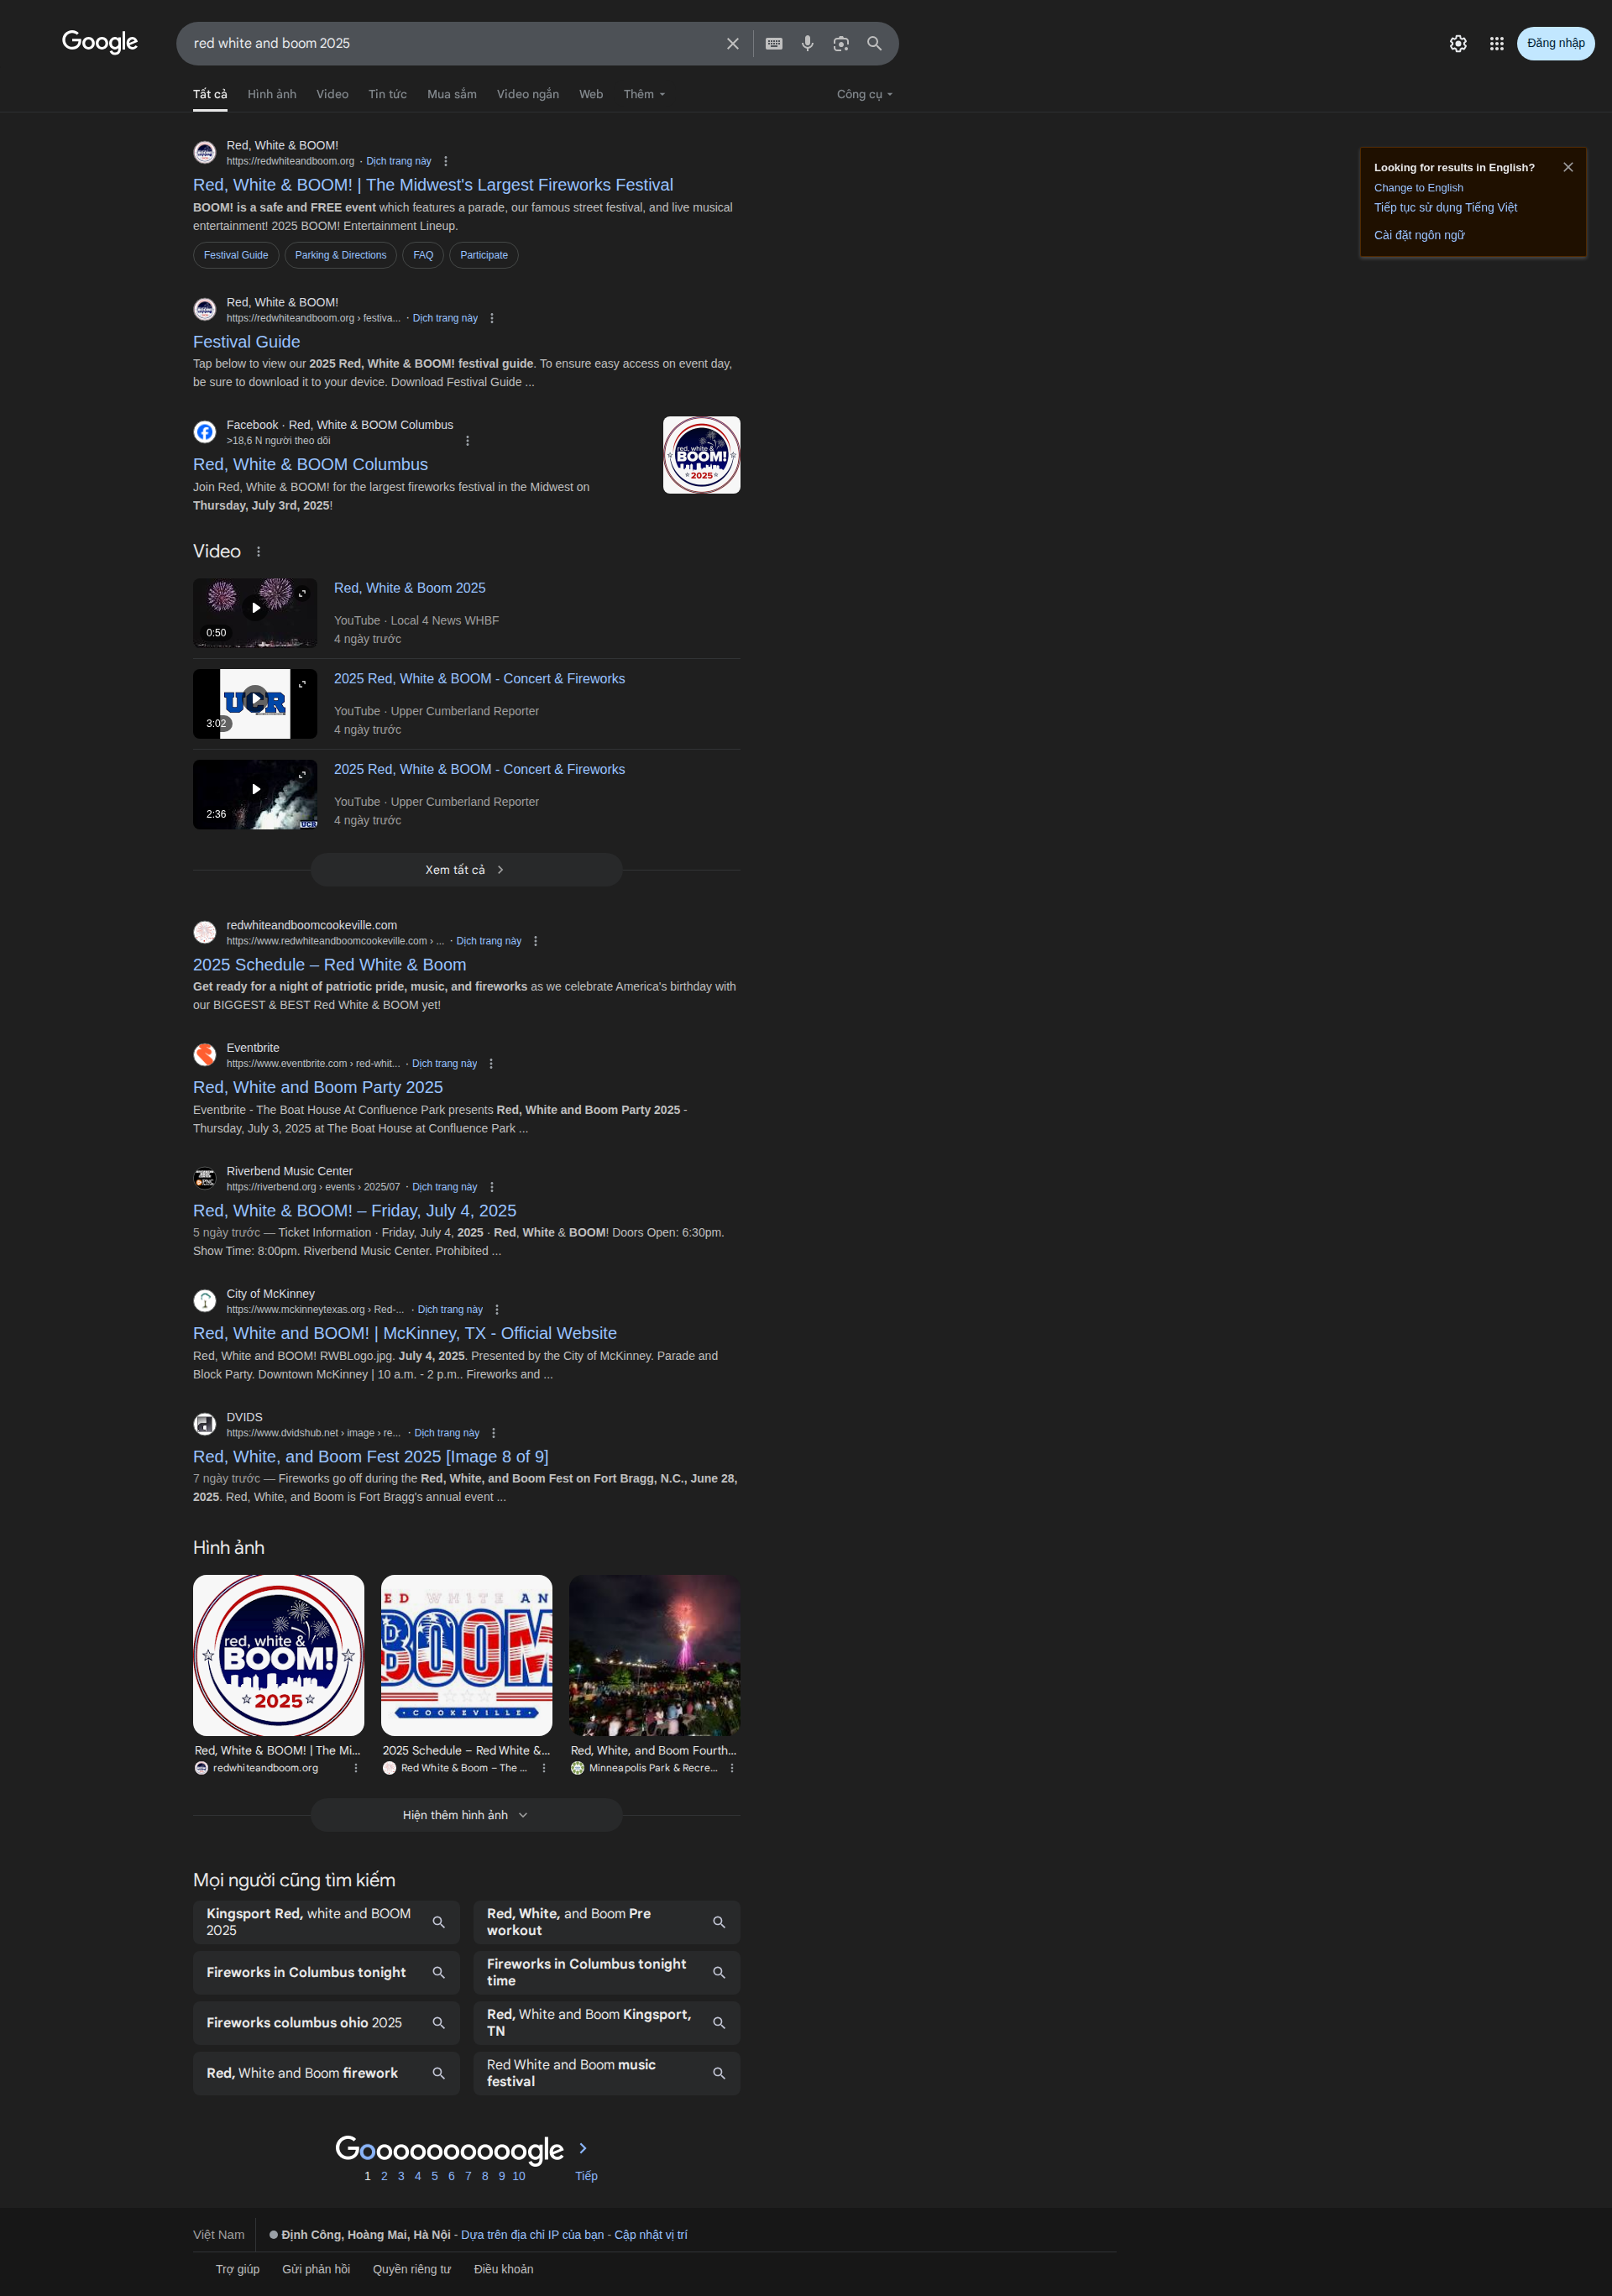 Google
red white and boom 2025
Đăng nhập
Tất cả Hình ảnh Video Tin tức Mua sắm Video ngắn Web Thêm Công cụ
Looking for results in English?
Change to English
Tiếp tục sử dụng Tiếng Việt
Cài đặt ngôn ngữ
Red, White & BOOM!
https://redwhiteandboom.org · Dịch trang này
Red, White & BOOM! | The Midwest's Largest Fireworks Festival
BOOM! is a safe and FREE event which features a parade, our famous street festival, and live musical
entertainment! 2025 BOOM! Entertainment Lineup.
Festival Guide Parking & Directions FAQ Participate
Red, White & BOOM!
https://redwhiteandboom.org › festiva... · Dịch trang này
Festival Guide
Tap below to view our 2025 Red, White & BOOM! festival guide. To ensure easy access on event day,
be sure to download it to your device. Download Festival Guide ...
Facebook · Red, White & BOOM Columbus
>18,6 N người theo dõi
Red, White & BOOM Columbus
Join Red, White & BOOM! for the largest fireworks festival in the Midwest on
Thursday, July 3rd, 2025!
red, white &
BOOM!
2025
Video
Red, White & Boom 2025
0:50
YouTube · Local 4 News WHBF
4 ngày trước
2025 Red, White & BOOM - Concert & Fireworks
UCR
3:02
YouTube · Upper Cumberland Reporter
4 ngày trước
2025 Red, White & BOOM - Concert & Fireworks
2:36
UCR
YouTube · Upper Cumberland Reporter
4 ngày trước
Xem tất cả
redwhiteandboomcookeville.com
https://www.redwhiteandboomcookeville.com › ... · Dịch trang này
2025 Schedule – Red White & Boom
Get ready for a night of patriotic pride, music, and fireworks as we celebrate America's birthday with
our BIGGEST & BEST Red White & BOOM yet!
Eventbrite
https://www.eventbrite.com › red-whit... · Dịch trang này
Red, White and Boom Party 2025
Eventbrite - The Boat House At Confluence Park presents Red, White and Boom Party 2025 -
Thursday, July 3, 2025 at The Boat House at Confluence Park ...
Riverbend Music Center
https://riverbend.org › events › 2025/07 · Dịch trang này
Red, White & BOOM! – Friday, July 4, 2025
5 ngày trước — Ticket Information · Friday, July 4, 2025 · Red, White & BOOM! Doors Open: 6:30pm.
Show Time: 8:00pm. Riverbend Music Center. Prohibited ...
City of McKinney
https://www.mckinneytexas.org › Red-... · Dịch trang này
Red, White and BOOM! | McKinney, TX - Official Website
Red, White and BOOM! RWBLogo.jpg. July 4, 2025. Presented by the City of McKinney. Parade and
Block Party. Downtown McKinney | 10 a.m. - 2 p.m.. Fireworks and ...
DVIDS
https://www.dvidshub.net › image › re... · Dịch trang này
Red, White, and Boom Fest 2025 [Image 8 of 9]
7 ngày trước — Fireworks go off during the Red, White, and Boom Fest on Fort Bragg, N.C., June 28,
2025. Red, White, and Boom is Fort Bragg's annual event ...
Hình ảnh
red, white &
BOOM!
2025
ED WHITE AN
BOOM
COOKEVILLE
Red, White & BOOM! | The Mi... 2025 Schedule – Red White &... Red, White, and Boom Fourth...
redwhiteandboom.org Red White & Boom – The ... Minneapolis Park & Recre...
Hiện thêm hình ảnh
Mọi người cũng tìm kiếm
Kingsport Red, white and BOOM
2025
Red, White, and Boom Pre
workout
Fireworks in Columbus tonight
Fireworks in Columbus tonight
time
Fireworks columbus ohio 2025
Red, White and Boom Kingsport,
TN
Red, White and Boom firework
Red White and Boom music
festival
Goooooooooogle
1 2 3 4 5 6 7 8 9 10 Tiếp
Việt Nam Định Công, Hoàng Mai, Hà Nội - Dựa trên địa chỉ IP của bạn - Cập nhật vị trí
Trợ giúp Gửi phản hồi Quyền riêng tư Điều khoản